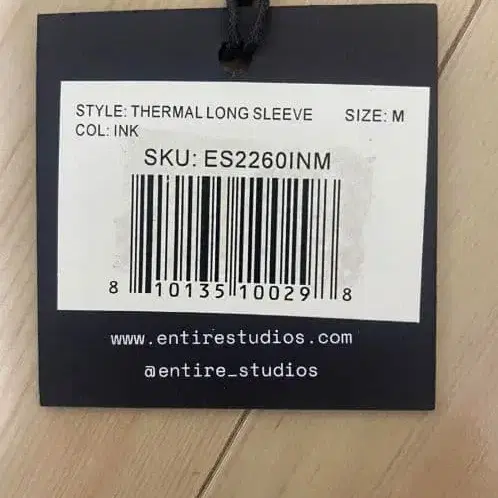 STYLE: THERMAL LONG SLEEVE SIZE: M
COL: INK
SKU: ES2260INM
8 10135 10029 8
www.entirestudios.com
@entire_studios